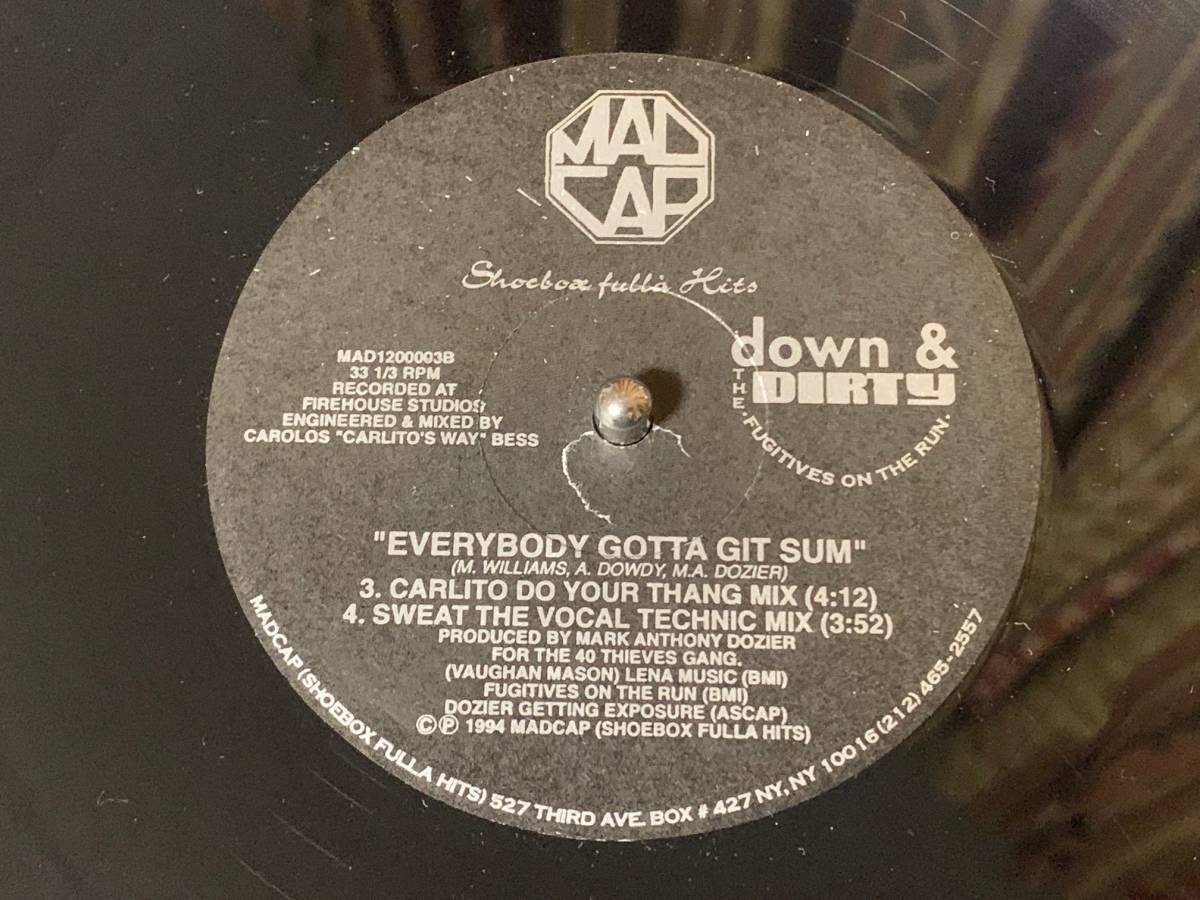 MAD
CAP
Shoebox fulla Hits
MAD1200003B
33 1/3 RPM
RECORDED AT
FIREHOUSE STUDIOS
ENGINEERED & MIXED BY
CAROLOS "CARLITO'S WAY" BESS
down &
THE DIRTY
·FUGITIVES ON THE RUN·
"EVERYBODY GOTTA GIT SUM"
(M. WILLIAMS, A. DOWDY, M.A. DOZIER)
3. CARLITO DO YOUR THANG MIX (4:12)
4. SWEAT THE VOCAL TECHNIC MIX (3:52)
PRODUCED BY MARK ANTHONY DOZIER
FOR THE 40 THIEVES GANG.
(VAUGHAN MASON) LENA MUSIC (BMI)
FUGITIVES ON THE RUN (BMI)
DOZIER GETTING EXPOSURE (ASCAP)
©℗ 1994 MADCAP (SHOEBOX FULLA HITS)
MADCAP (SHOEBOX FULLA HITS) 527 THIRD AVE. BOX # 427 NY, NY 10016 (212) 465-2557